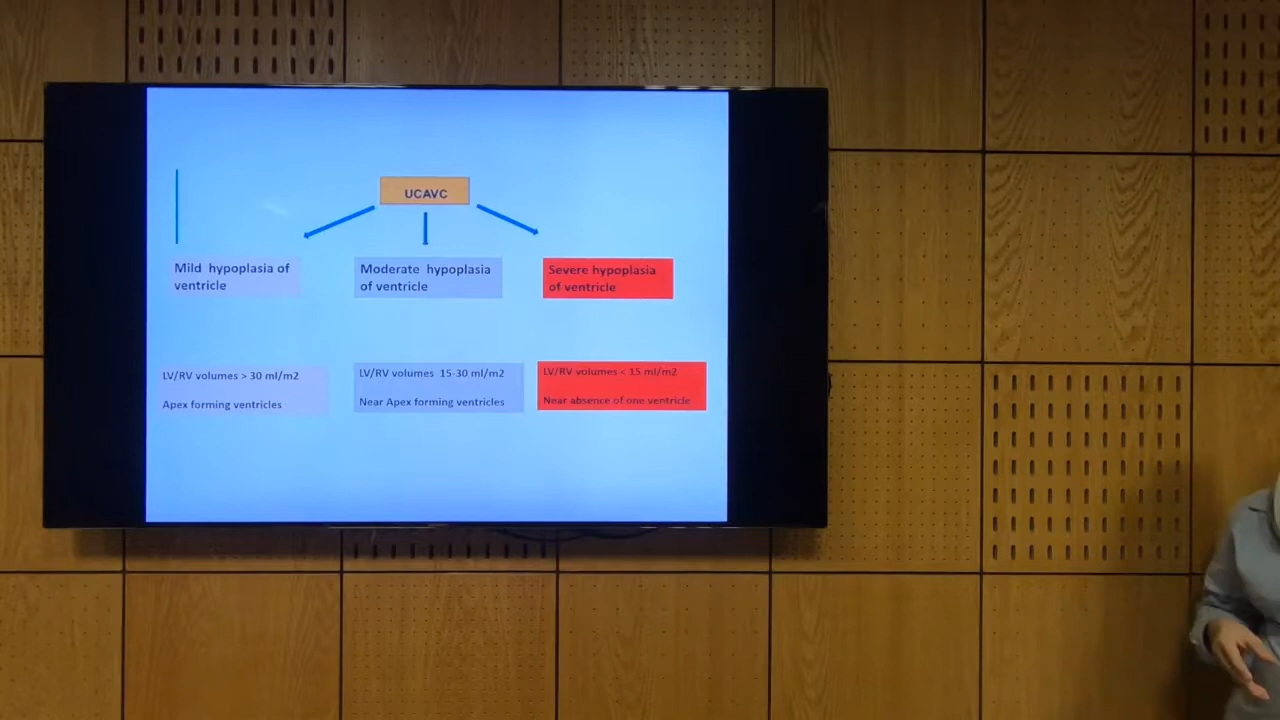 UCAVC
Mild hypoplasia of
ventricle
Moderate hypoplasia
of ventricle
Severe hypoplasia
of ventricle
LV/RV volumes > 30 ml/m2
Apex forming ventricles
LV/RV volumes 15-30 ml/m2
Near Apex forming ventricles
LV/RV volumes < 15 ml/m2
Near absence of one ventricle